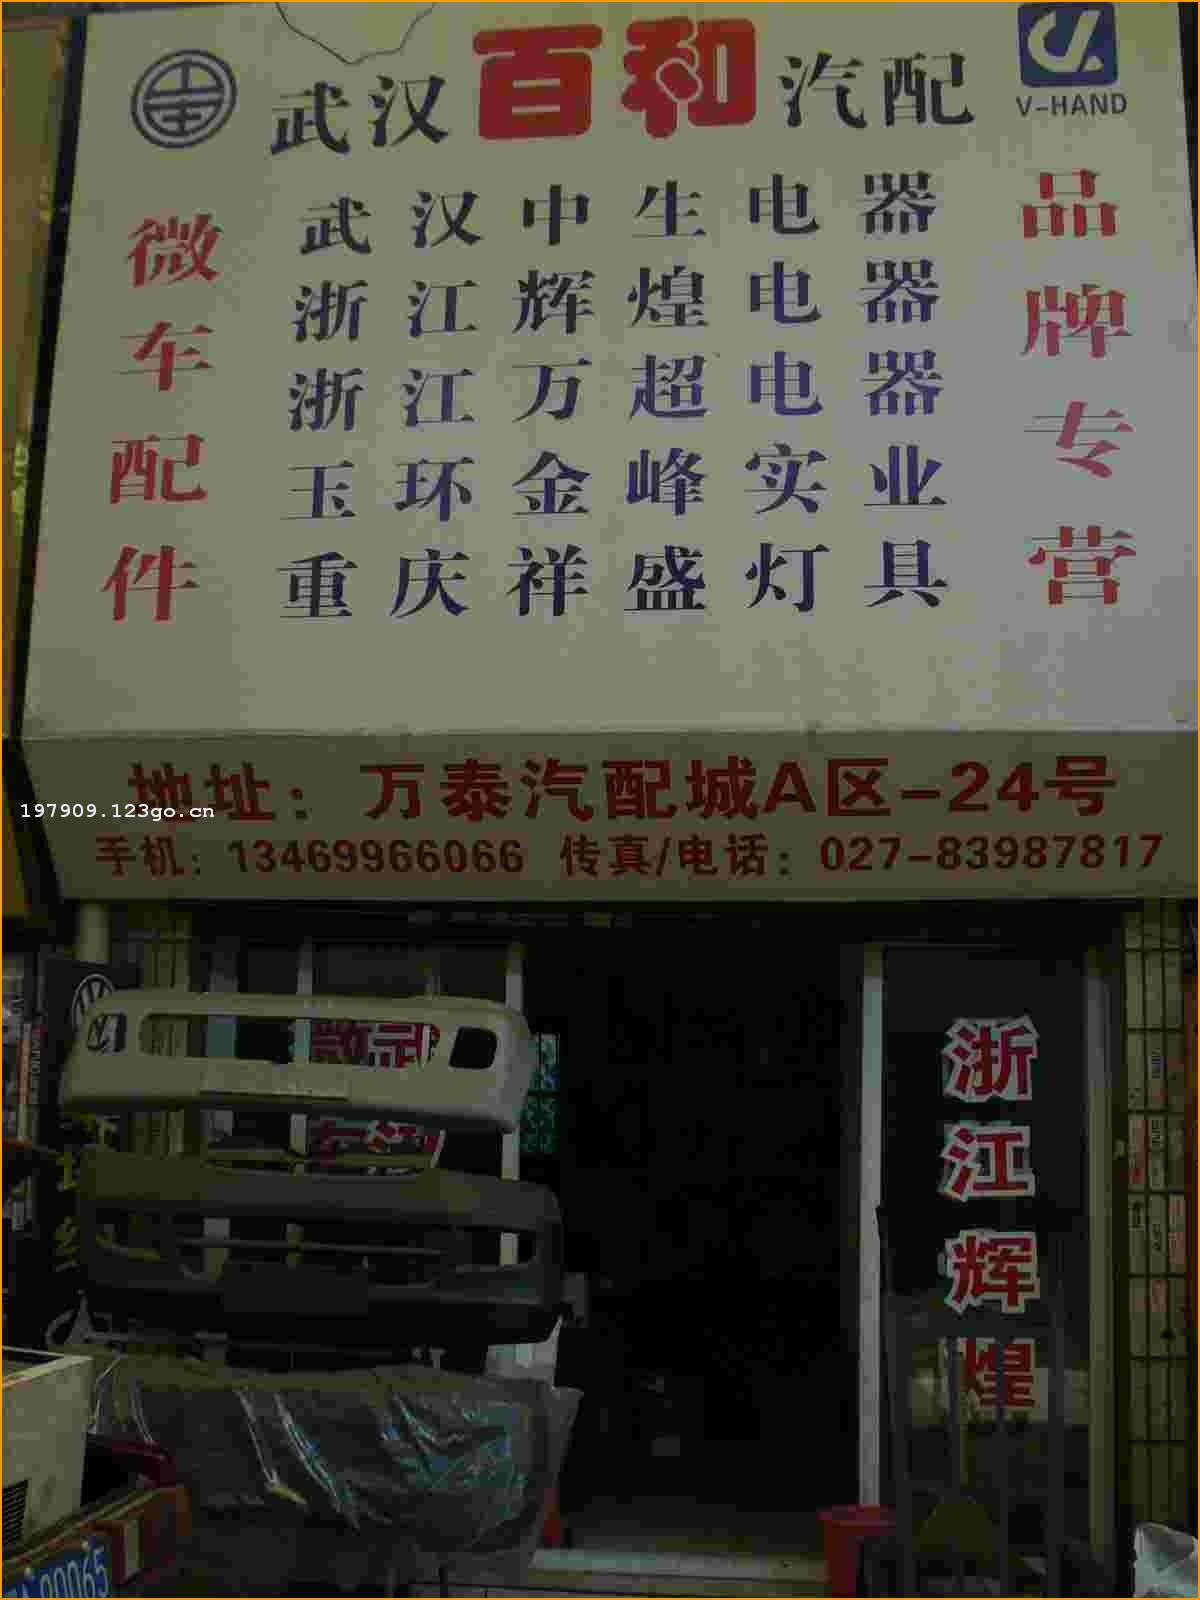 武汉百和汽配
V-HAND
微车配件
武汉中生电器
浙江辉煌电器
浙江万超电器
玉环金峰实业
重庆祥盛灯具
品牌专营
地址：万泰汽配城A区-24号
197909.123go.cn
手机：13469966066 传真/电话：027-83987817
浙江辉煌